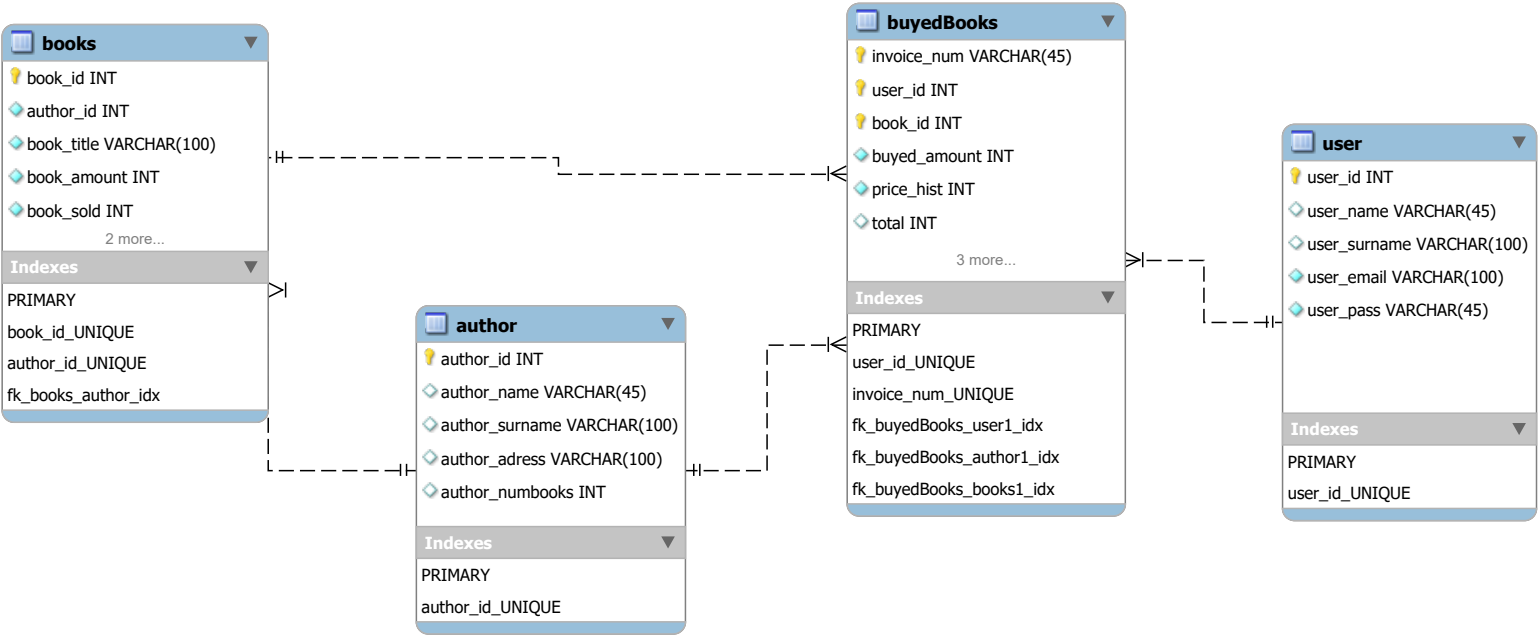 books
book_id INT
author_id INT
book_title VARCHAR(100)
book_amount INT
book_sold INT
2 more...
Indexes
PRIMARY
book_id_UNIQUE
author_id_UNIQUE
fk_books_author_idx
author
author_id INT
author_name VARCHAR(45)
author_surname VARCHAR(100)
author_adress VARCHAR(100)
author_numbooks INT
Indexes
PRIMARY
author_id_UNIQUE
buyedBooks
invoice_num VARCHAR(45)
user_id INT
book_id INT
buyed_amount INT
price_hist INT
total INT
3 more...
Indexes
PRIMARY
user_id_UNIQUE
invoice_num_UNIQUE
fk_buyedBooks_user1_idx
fk_buyedBooks_author1_idx
fk_buyedBooks_books1_idx
user
user_id INT
user_name VARCHAR(45)
user_surname VARCHAR(100)
user_email VARCHAR(100)
user_pass VARCHAR(45)
Indexes
PRIMARY
user_id_UNIQUE